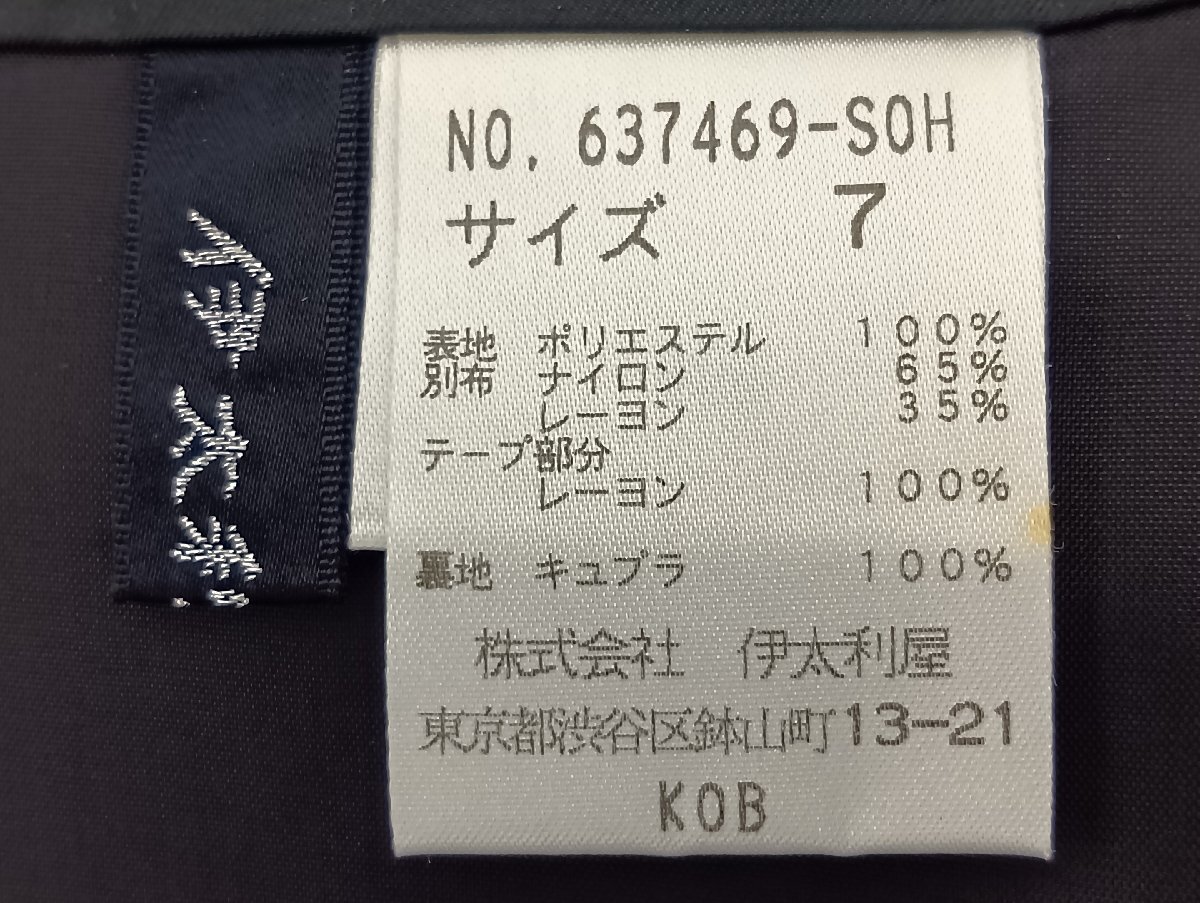 NO. 637469-SOH
サイズ 7
表地 ポリエステル 100%
別布 ナイロン 65%
レーヨン 35%
テープ部分
レーヨン 100%
裏地 キュプラ 100%
株式会社 伊太利屋
東京都渋谷区鉢山町13-21
KOB